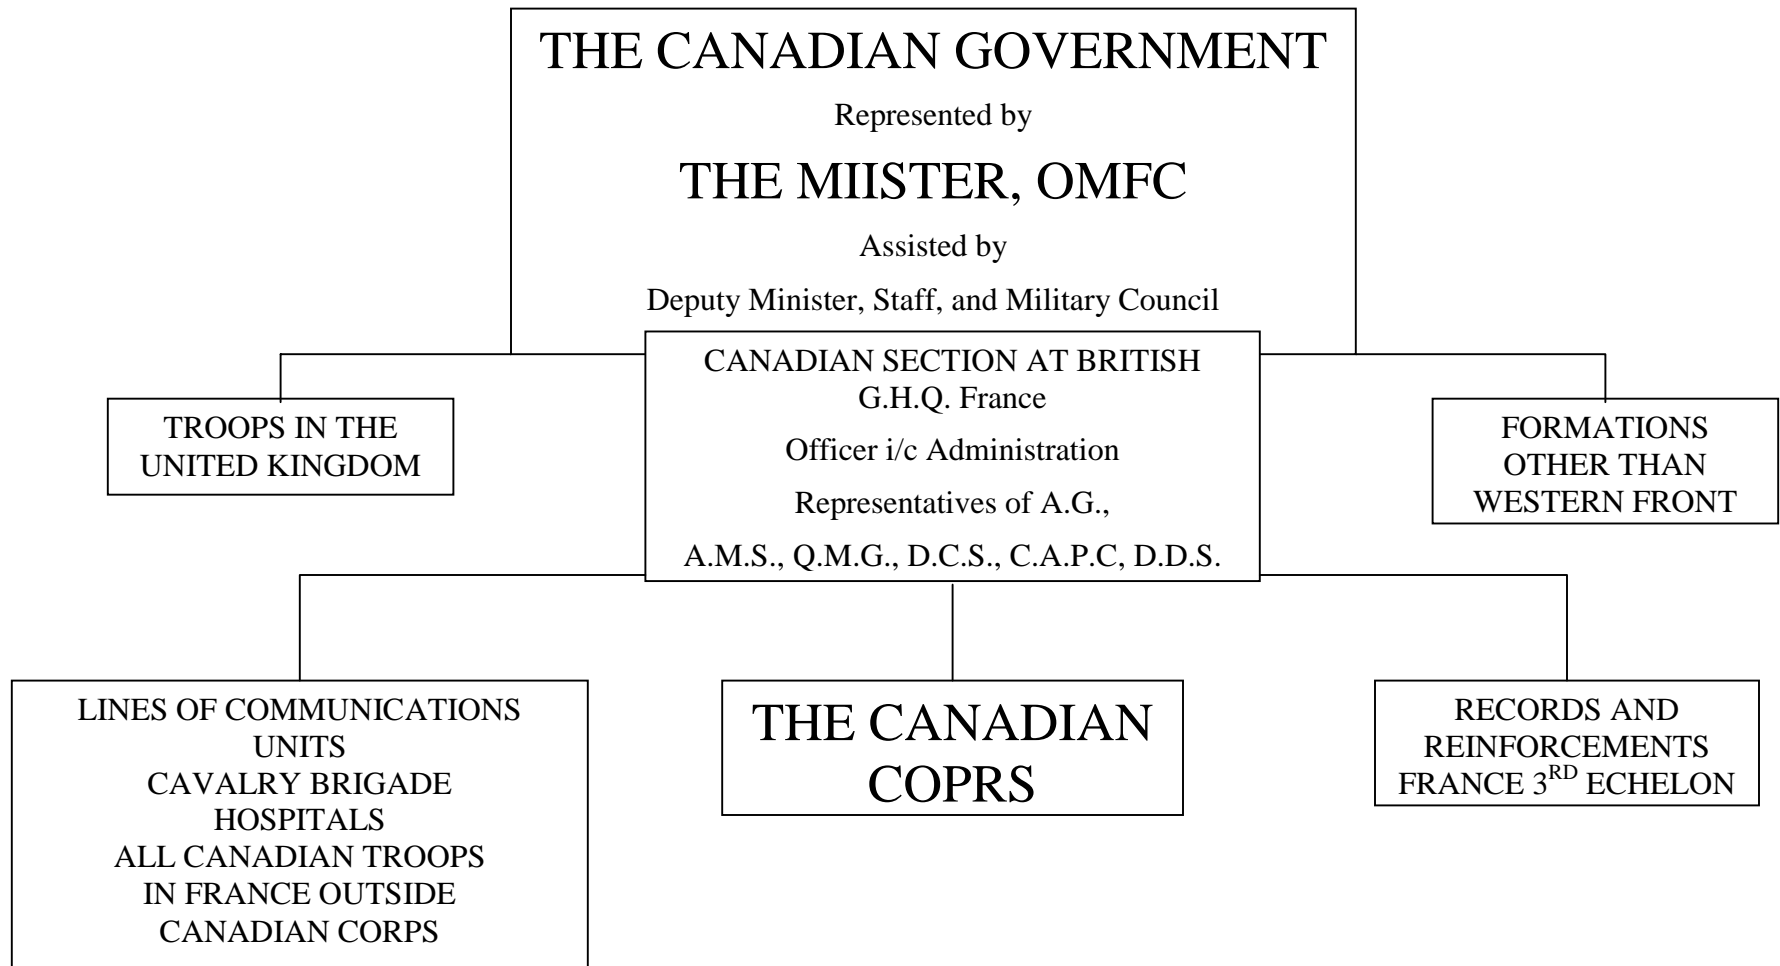 THE CANADIAN GOVERNMENT
Represented by
THE MIISTER, OMFC
Assisted by
Deputy Minister, Staff, and Military Council
CANADIAN SECTION AT BRITISH
G.H.Q. France
Officer i/c Administration
Representatives of A.G.,
A.M.S., Q.M.G., D.C.S., C.A.P.C, D.D.S.
TROOPS IN THE
UNITED KINGDOM
FORMATIONS
OTHER THAN
WESTERN FRONT
LINES OF COMMUNICATIONS
UNITS
CAVALRY BRIGADE
HOSPITALS
ALL CANADIAN TROOPS
IN FRANCE OUTSIDE
CANADIAN CORPS
THE CANADIAN
COPRS
RECORDS AND
REINFORCEMENTS
FRANCE 3RD ECHELON